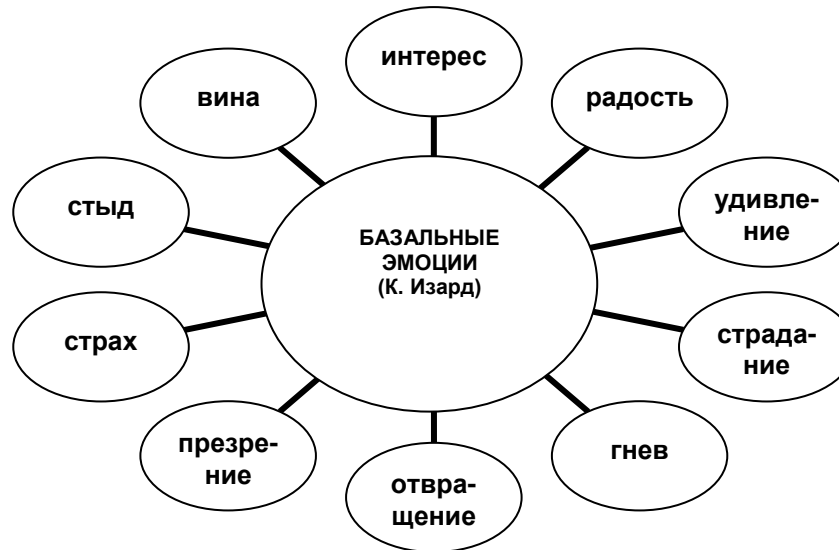 интерес
радость
удивле-
ние
страда-
ние
гнев
отвра-
щение
презре-
ние
страх
стыд
вина
БАЗАЛЬНЫЕ
ЭМОЦИИ
(К. Изард)